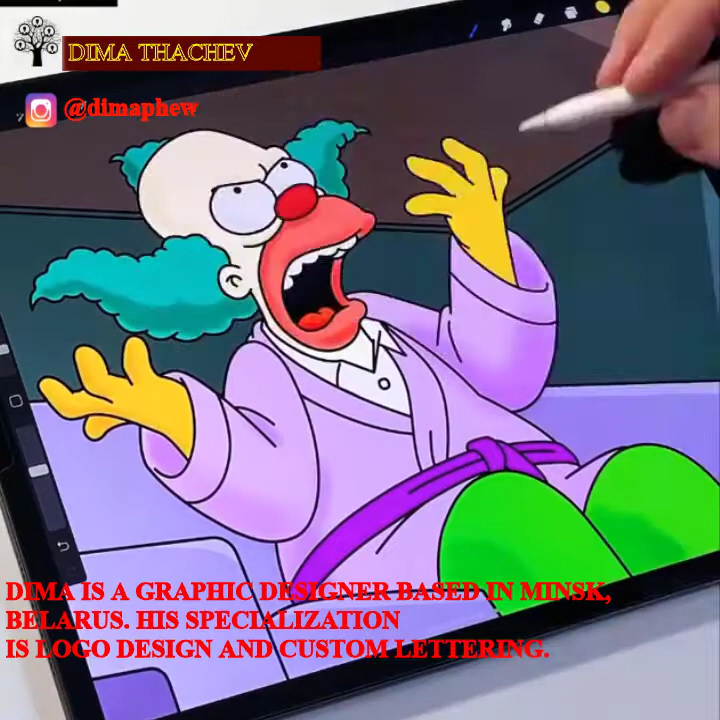 DIMA THACHEV
@dimaphew
DIMA IS A GRAPHIC DESIGNER BASED IN MINSK,
BELARUS. HIS SPECIALIZATION
IS LOGO DESIGN AND CUSTOM LETTERING.